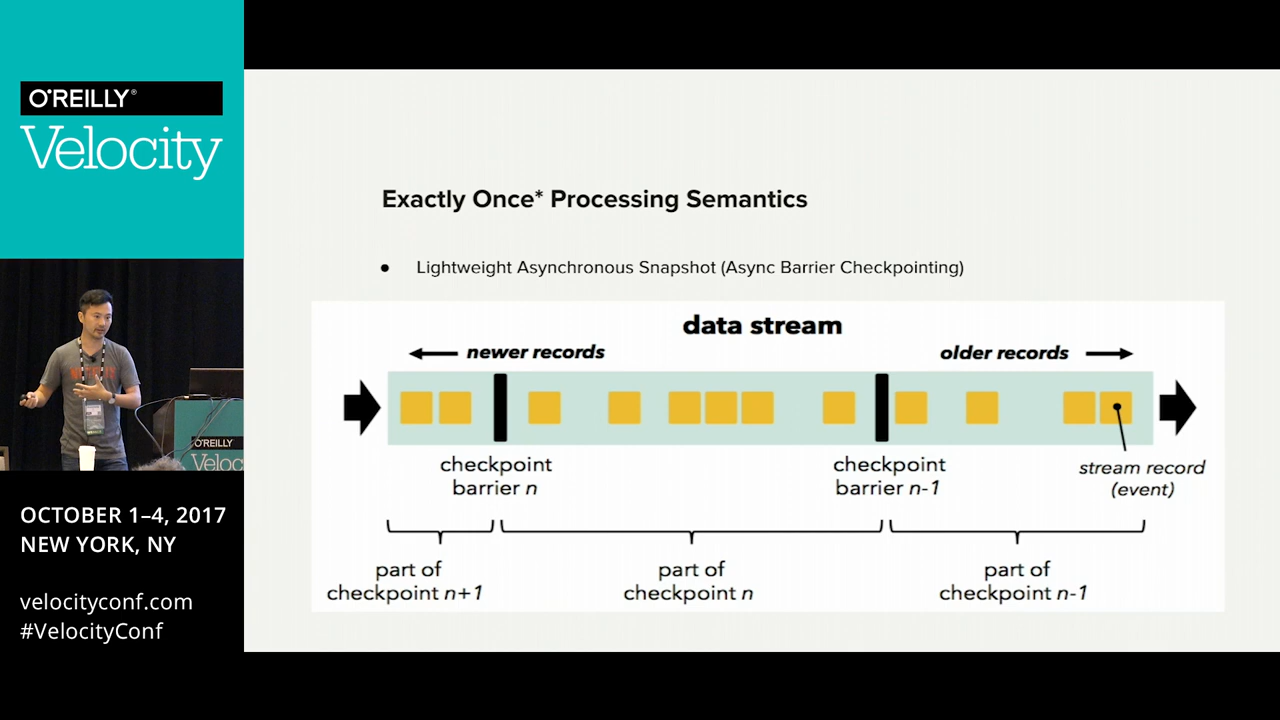 O'REILLY®
Velocity
OCTOBER 1–4, 2017
NEW YORK, NY
velocityconf.com
#VelocityConf
O'REILLY
Veloc
Exactly Once* Processing Semantics
● Lightweight Asynchronous Snapshot (Async Barrier Checkpointing)
data stream
newer records
older records
checkpoint
barrier n
checkpoint
barrier n-1
stream record
(event)
part of
checkpoint n+1
part of
checkpoint n
part of
checkpoint n-1